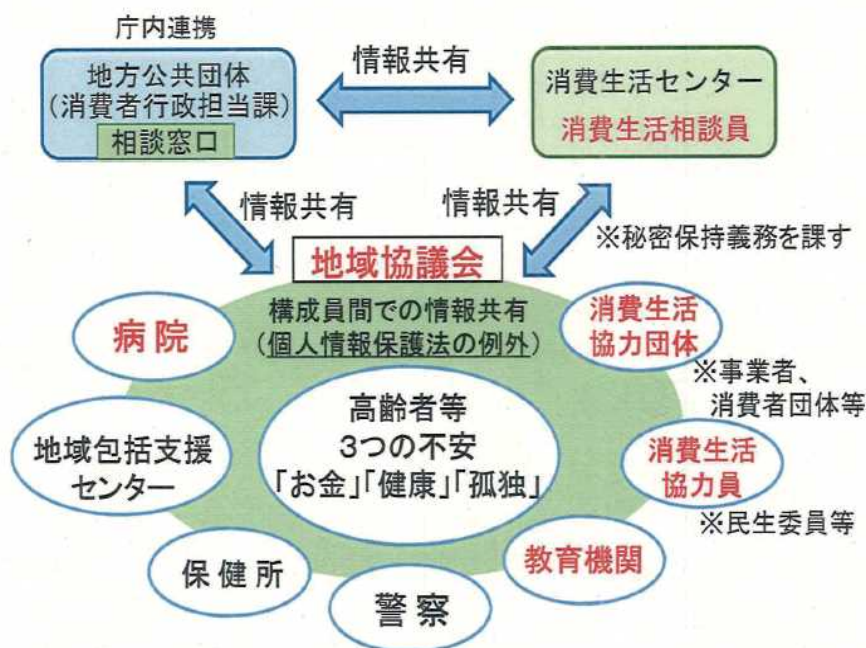 庁内連携
地方公共団体
(消費者行政担当課)
相談窓口
情報共有
消費生活センター
消費生活相談員
情報共有
情報共有
※秘密保持義務を課す
地域協議会
構成員間での情報共有
(個人情報保護法の例外)
病院
消費生活
協力団体
※事業者、
消費者団体等
高齢者等
3つの不安
「お金」「健康」「孤独」
地域包括支援
センター
消費生活
協力員
※民生委員等
保健所
教育機関
警察